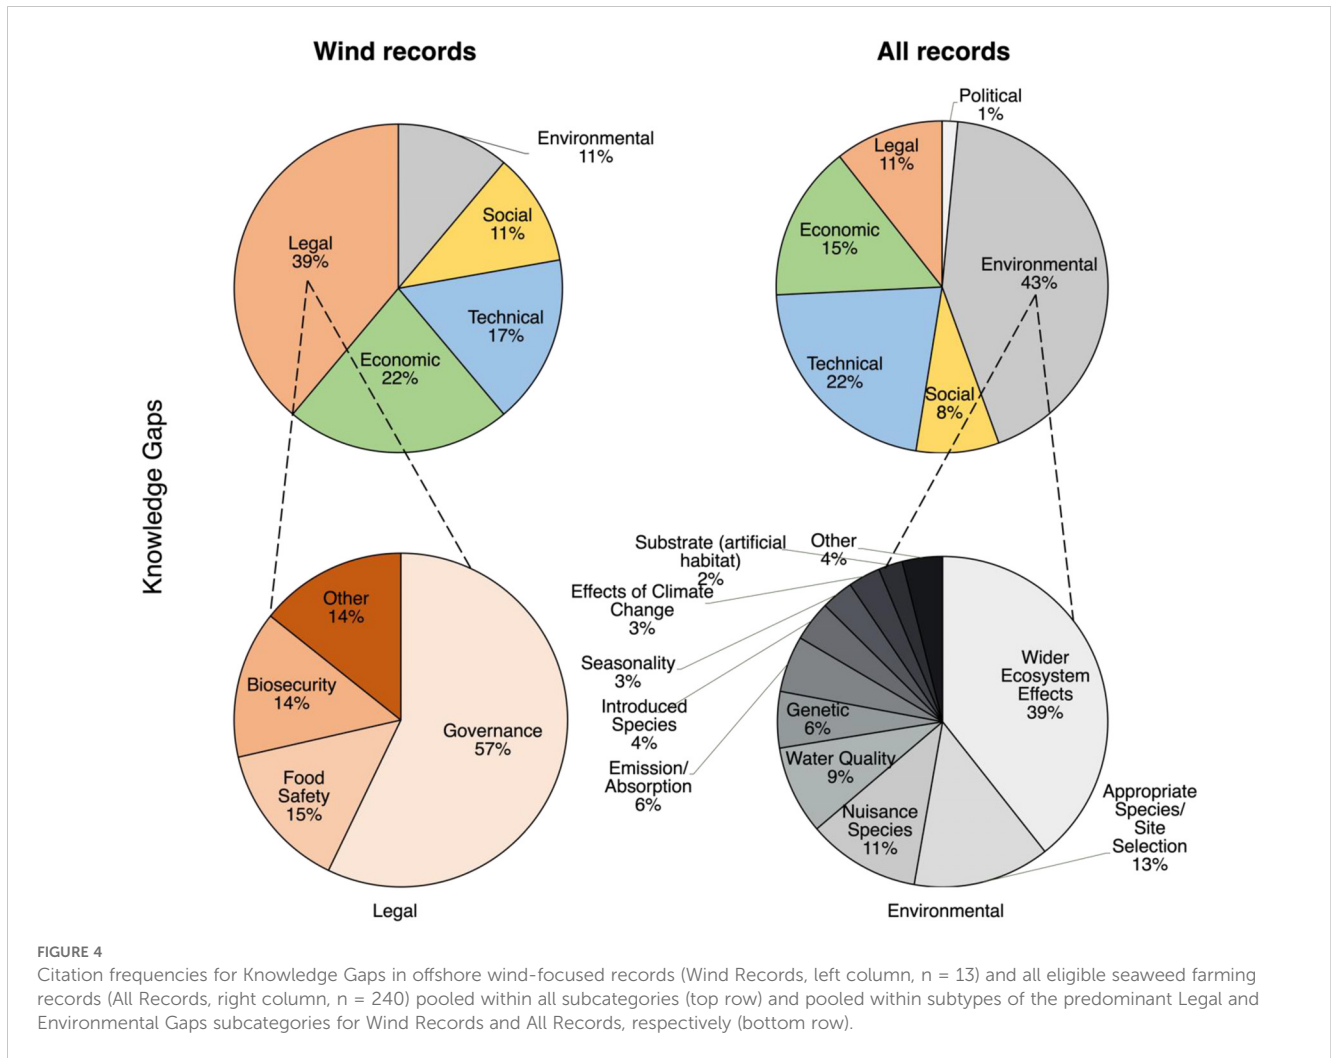 Wind records
All records
Knowledge Gaps
Environmental
11%
Social
11%
Technical
17%
Economic
22%
Legal
39%
Political
1%
Environmental
43%
Social
8%
Technical
22%
Economic
15%
Legal
11%
Governance
57%
Food
Safety
15%
Biosecurity
14%
Other
14%
Legal
Wider
Ecosystem
Effects
39%
Appropriate
Species/
Site
Selection
13%
Nuisance
Species
11%
Water Quality
9%
Genetic
6%
Emission/
Absorption
6%
Introduced
Species
4%
Seasonality
3%
Effects of Climate
Change
3%
Substrate (artificial
habitat)
2%
Other
4%
Environmental
FIGURE 4
Citation frequencies for Knowledge Gaps in offshore wind-focused records (Wind Records, left column, n = 13) and all eligible seaweed farming
records (All Records, right column, n = 240) pooled within all subcategories (top row) and pooled within subtypes of the predominant Legal and
Environmental Gaps subcategories for Wind Records and All Records, respectively (bottom row).